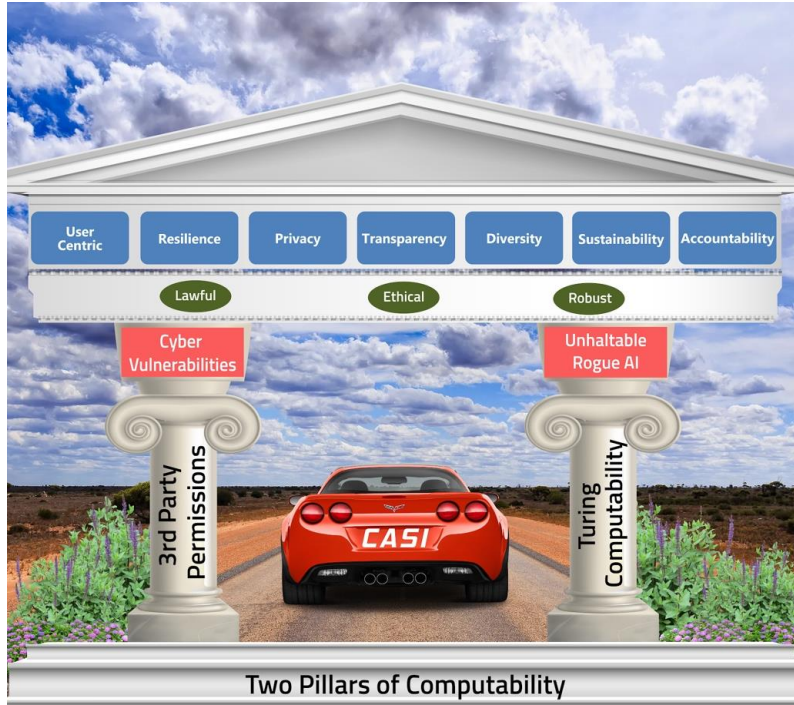 User
Centric
Resilience
Privacy
Transparency
Diversity
Sustainability
Accountability
Lawful
Ethical
Robust
Cyber
Vulnerabilities
Unhaltable
Rogue AI
3rd Party
Permissions
CASI
Turing
Computability
Two Pillars of Computability